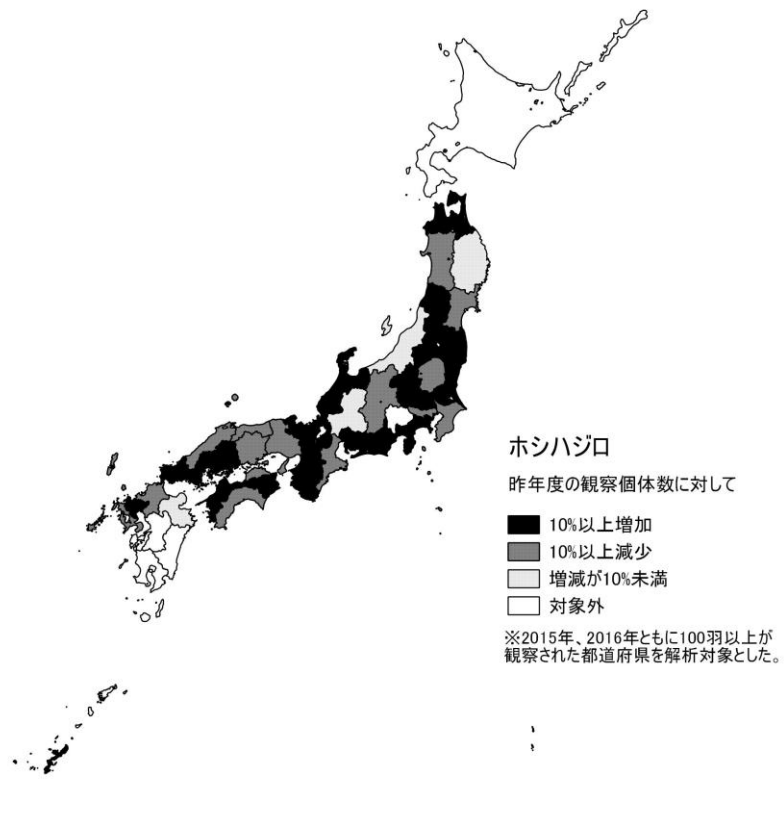 ホシハジロ
昨年度の観察個体数に対して
10%以上増加
10%以上減少
増減が10%未満
対象外
※2015年、2016年ともに100羽以上が
観察された都道府県を解析対象とした。